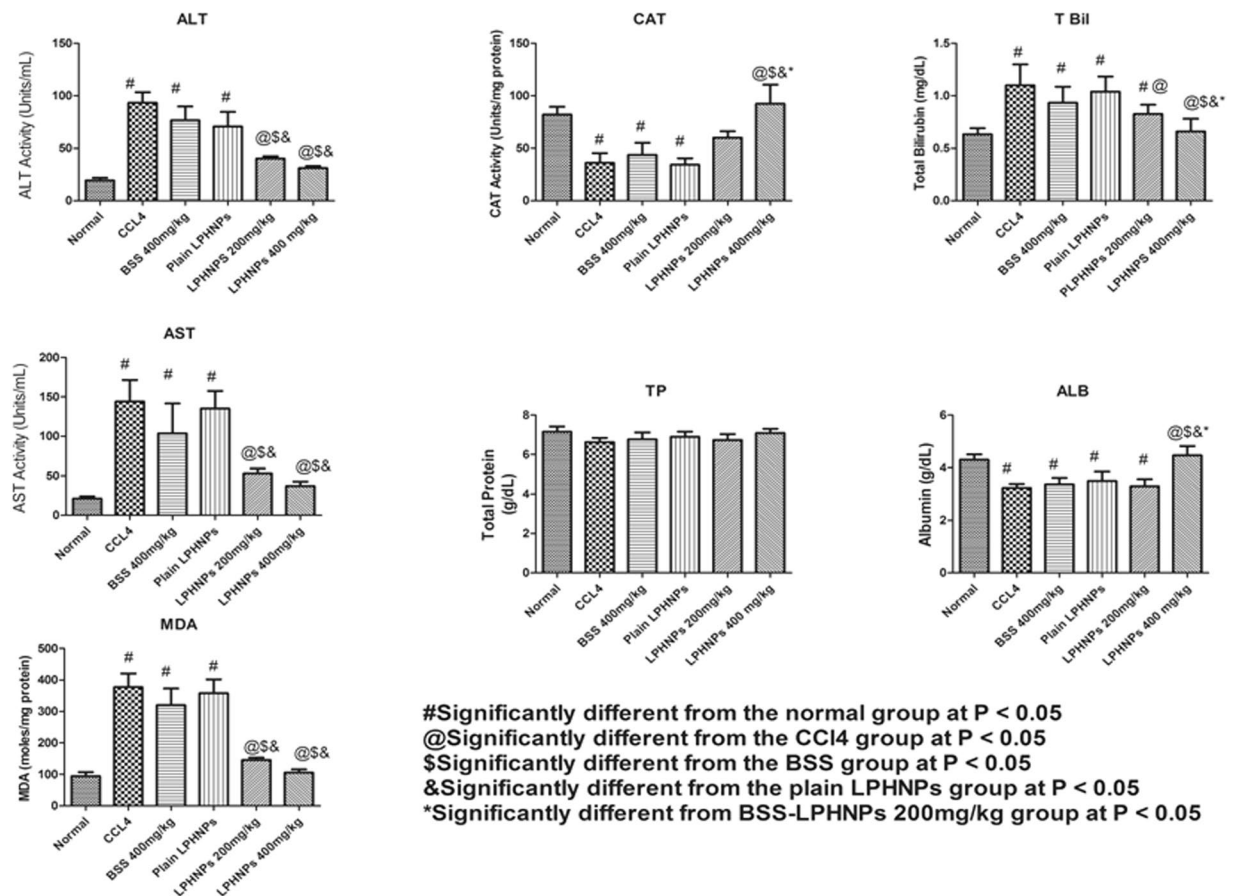 ALT
ALT Activity (Units/mL)
150
100
50
0
#
#
#
@$&
@$&
Normal
CCL4
BSS 400mg/kg
Plain LPHNPs
LPHNPS 200mg/kg
LPHNPs 400 mg/kg
CAT
CAT Activity (Units/mg protein)
150
100
50
0
#
#
#
@$&*
Normal
CCL4
BSS 400mg/kg
Plain LPHNPs
LPHNPs 200mg/kg
LPHNPs 400mg/kg
T Bil
Total Bilirubin (mg/dL)
1.5
1.0
0.5
0.0
#
#
#
# @
@$&*
Normal
CCL4
BSS 400mg/kg
Plain LPHNPs
PLPHNPs 200mg/kg
LPHNPS 400mg/kg
AST
AST Activity (Units/mL)
200
150
100
50
0
#
#
#
@$&
@$&
Normal
CCL4
BSS 400mg/kg
Plain LPHNPs
LPHNPs 200mg/kg
LPHNPs 400mg/kg
TP
Total Protein
(g/dL)
8
6
4
2
0
Normal
CCL4
BSS 400mg/kg
Plain LPHNPs
LPHNPs 200mg/kg
LPHNPs 400 mg/kg
ALB
Albumin (g/dL)
6
4
2
0
#
#
#
#
@$&*
Normal
CCL4
BSS 400mg/kg
Plain LPHNPs
LPHNPs 200mg/kg
LPHNPs 400 mg/kg
MDA
MDA (moles/mg protein)
500
400
300
200
100
0
#
#
#
@$&
@$&
Normal
CCL4
BSS 400mg/kg
Plain LPHNPs
LPHNPs 200mg/kg
LPHNPs 400mg/kg
#Significantly different from the normal group at P < 0.05
@Significantly different from the CCl4 group at P < 0.05
$Significantly different from the BSS group at P < 0.05
&Significantly different from the plain LPHNPs group at P < 0.05
*Significantly different from BSS-LPHNPs 200mg/kg group at P < 0.05